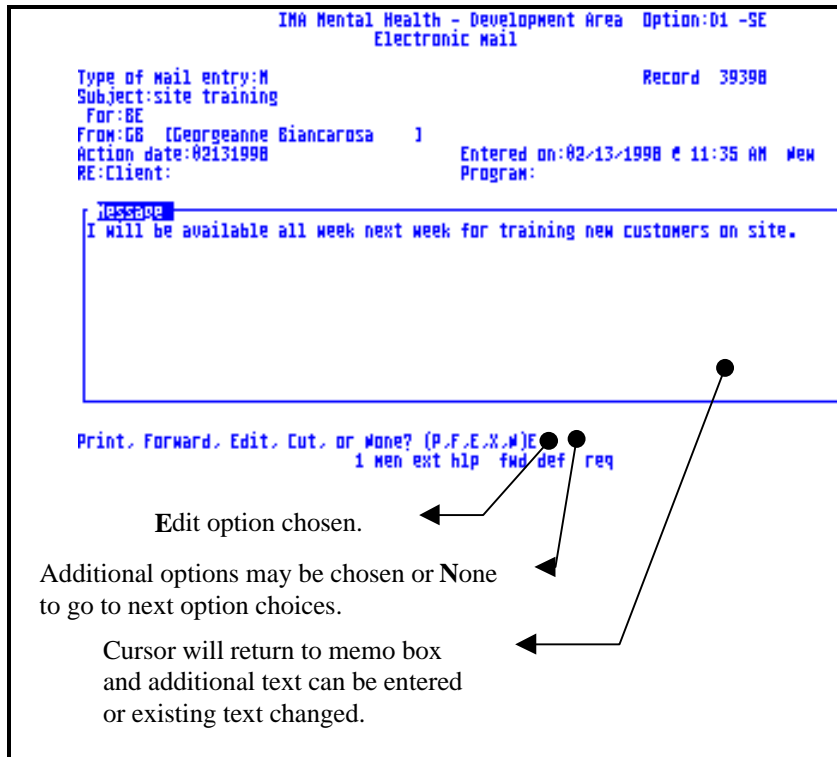 IMA Mental Health - Development Area Option:D1 -SE
Electronic mail
Type of mail entry:M Record 39398
Subject:site training
For:BE
From:GB [Georgeanne Biancarosa ]
Action date:02131998 Entered on:02/13/1998 @ 11:35 AM New
RE:Client: Program:
Message
I will be available all week next week for training new customers on site.
Print, Forward, Edit, Cut, or None? (P,F,E,X,N)E
1 men ext hlp fwd def req
Edit option chosen.
Additional options may be chosen or None
to go to next option choices.
Cursor will return to memo box
and additional text can be entered
or existing text changed.